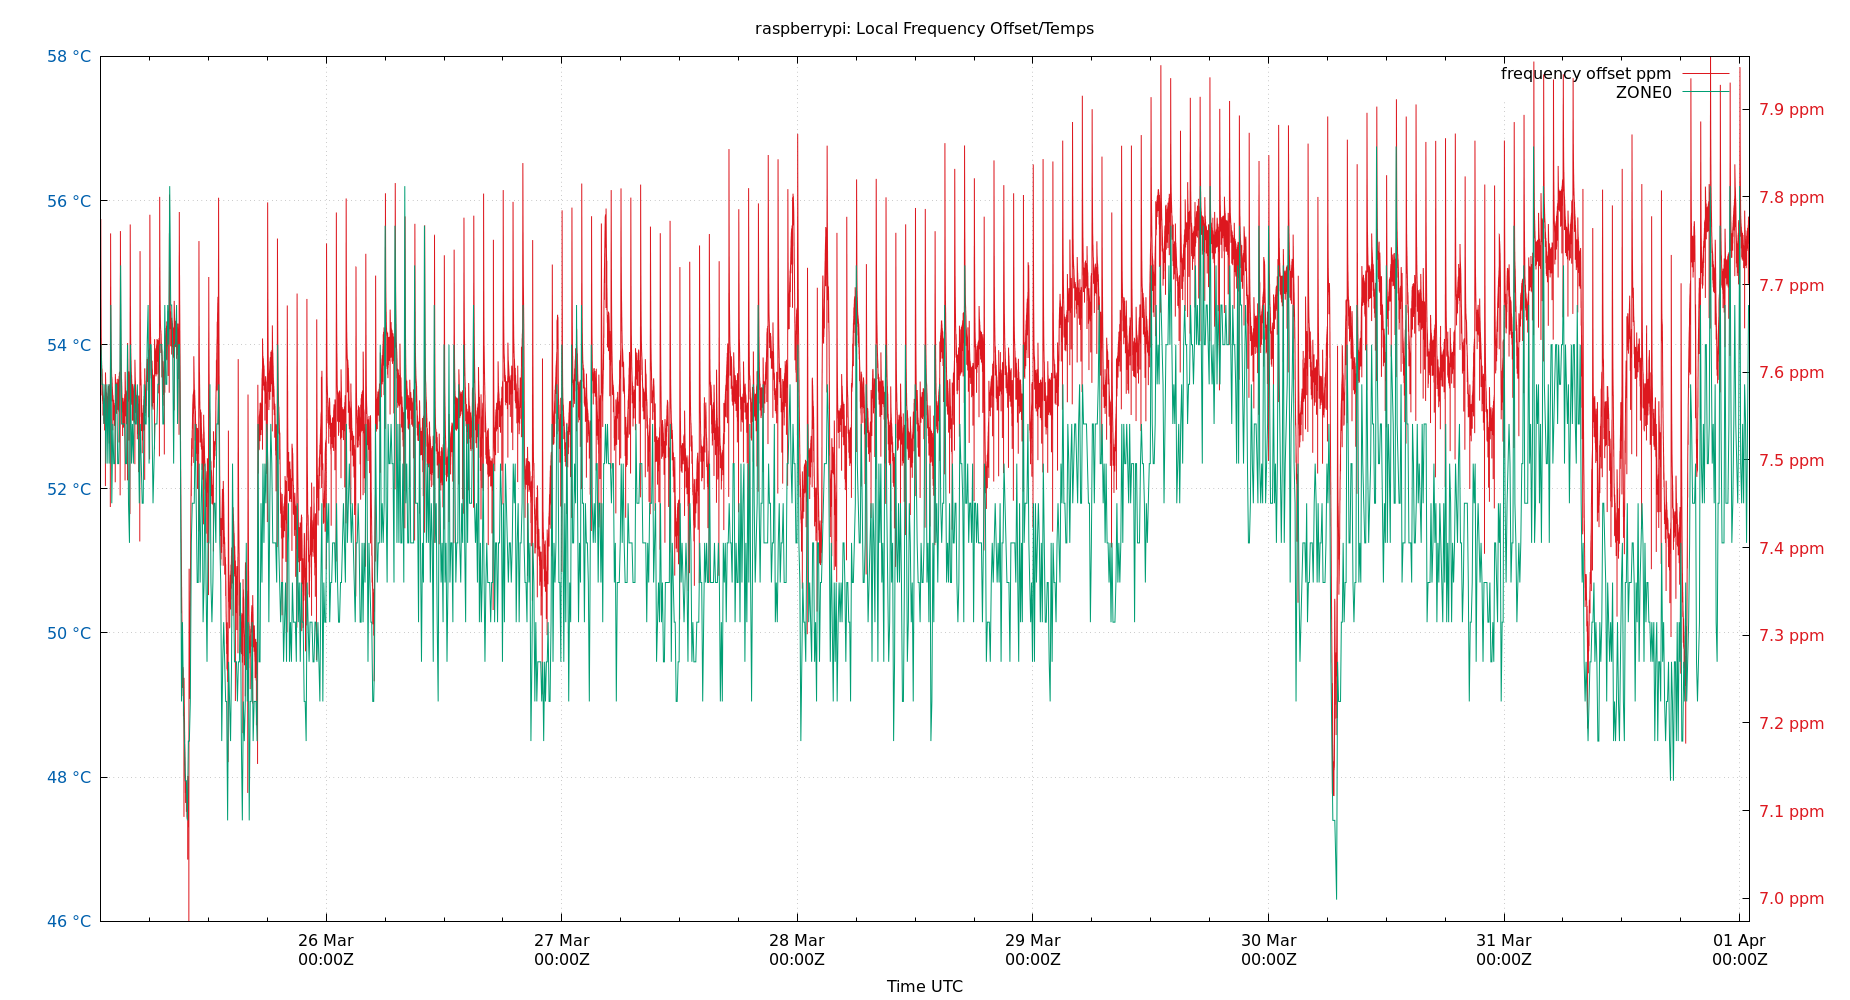 raspberrypi: Local Frequency Offset/Temps
58 °C
56 °C
54 °C
52 °C
50 °C
48 °C
46 °C
frequency offset ppm
ZONE0
7.9 ppm
7.8 ppm
7.7 ppm
7.6 ppm
7.5 ppm
7.4 ppm
7.3 ppm
7.2 ppm
7.1 ppm
7.0 ppm
26 Mar
00:00Z
27 Mar
00:00Z
28 Mar
00:00Z
29 Mar
00:00Z
30 Mar
00:00Z
31 Mar
00:00Z
01 Apr
00:00Z
Time UTC